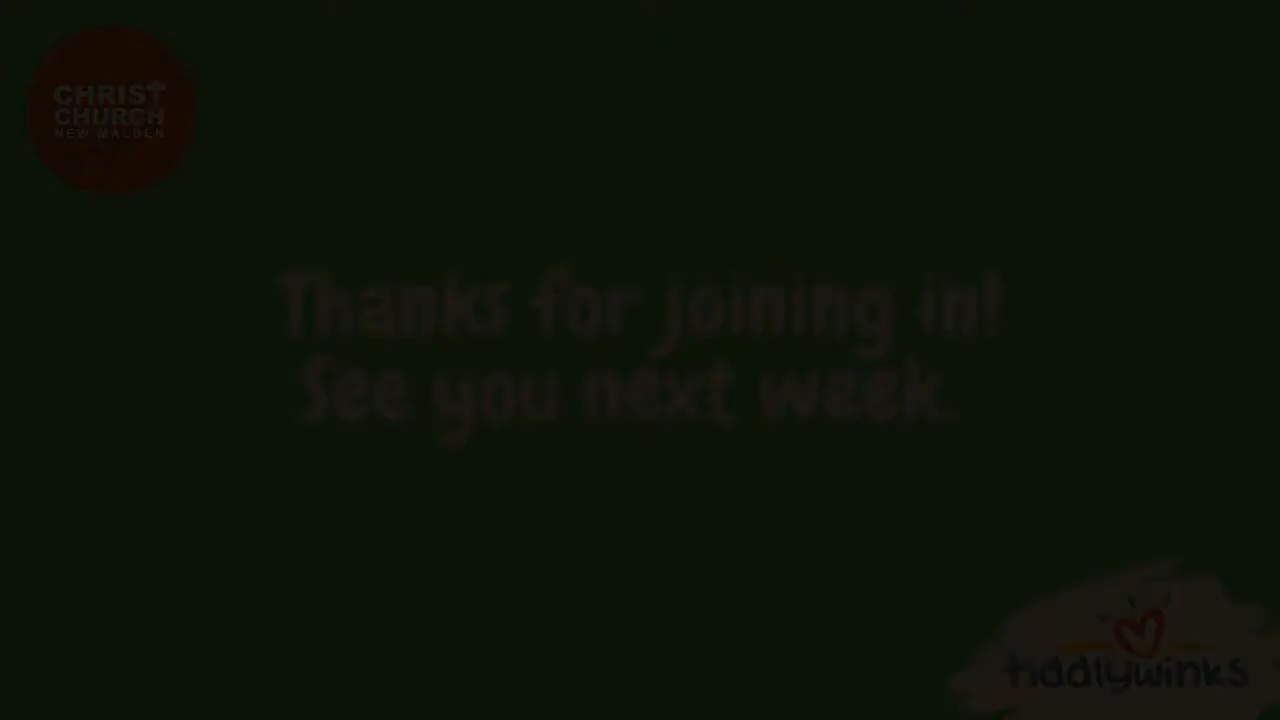 CHRIST
CHURCH
NEW MALDEN
Thanks for joining in!
See you next week.
tiddlywinks